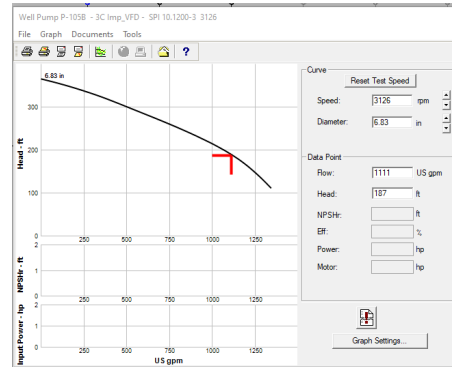 Well Pump P-105B - 3C Imp_VFD - SPI 10.1200-3 3126
File Graph Documents Tools
?
6.83 in
Head - ft
300
200
100
0
250 500 750 1000 1250
NPSHr - ft
2
1
0
250 500 750 1000 1250
Input Power - hp
2
1
0
250 500 750 1000 1250
US gpm
Curve
Reset Test Speed
Speed: 3126 rpm
Diameter: 6.83 in
Data Point
Flow: 1111 US gpm
Head: 187 ft
NPSHr: ft
Eff: %
Power: hp
Motor: hp
Graph Settings...